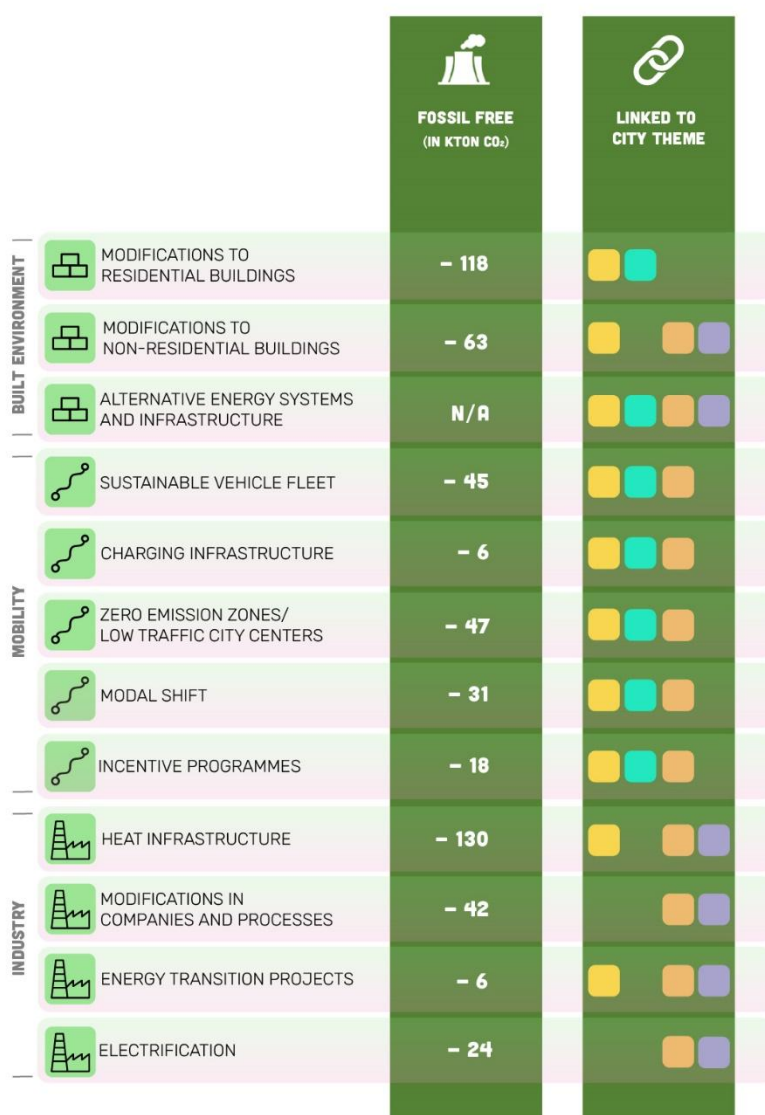 FOSSIL FREE
(IN KTON CO₂)
LINKED TO
CITY THEME
BUILT ENVIRONMENT
MODIFICATIONS TO
RESIDENTIAL BUILDINGS
- 118
MODIFICATIONS TO
NON-RESIDENTIAL BUILDINGS
- 63
ALTERNATIVE ENERGY SYSTEMS
AND INFRASTRUCTURE
N/A
MOBILITY
SUSTAINABLE VEHICLE FLEET
- 45
CHARGING INFRASTRUCTURE
- 6
ZERO EMISSION ZONES/
LOW TRAFFIC CITY CENTERS
- 47
MODAL SHIFT
- 31
INCENTIVE PROGRAMMES
- 18
INDUSTRY
HEAT INFRASTRUCTURE
- 130
MODIFICATIONS IN
COMPANIES AND PROCESSES
- 42
ENERGY TRANSITION PROJECTS
- 6
ELECTRIFICATION
- 24